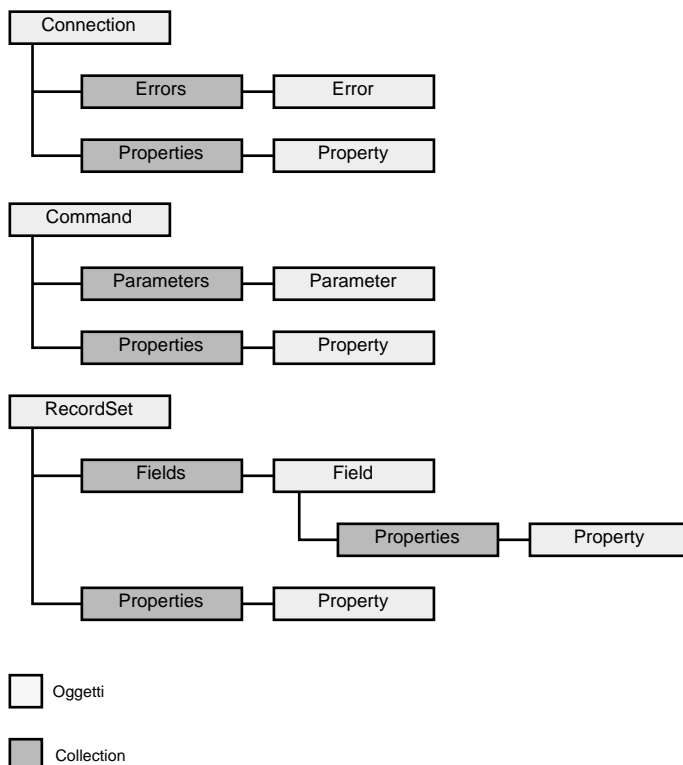 Connection
Errors
Error
Properties
Property
Command
Parameters
Parameter
Properties
Property
RecordSet
Fields
Field
Properties
Property
Properties
Property
Oggetti
Collection